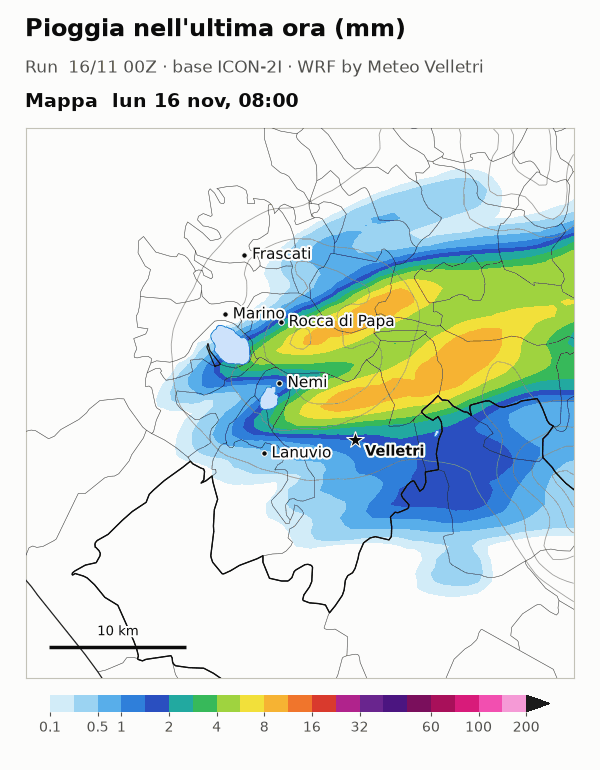 Pioggia nell'ultima ora (mm)
Run  16/11 00Z · base ICON-2I · WRF by Meteo Velletri
Mappa  lun 16 nov, 08:00
Frascati
Marino
Rocca di Papa
Nemi
Velletri
Lanuvio
10 km
0.1 0.5 1 2 4 8 16 32 60 100 200